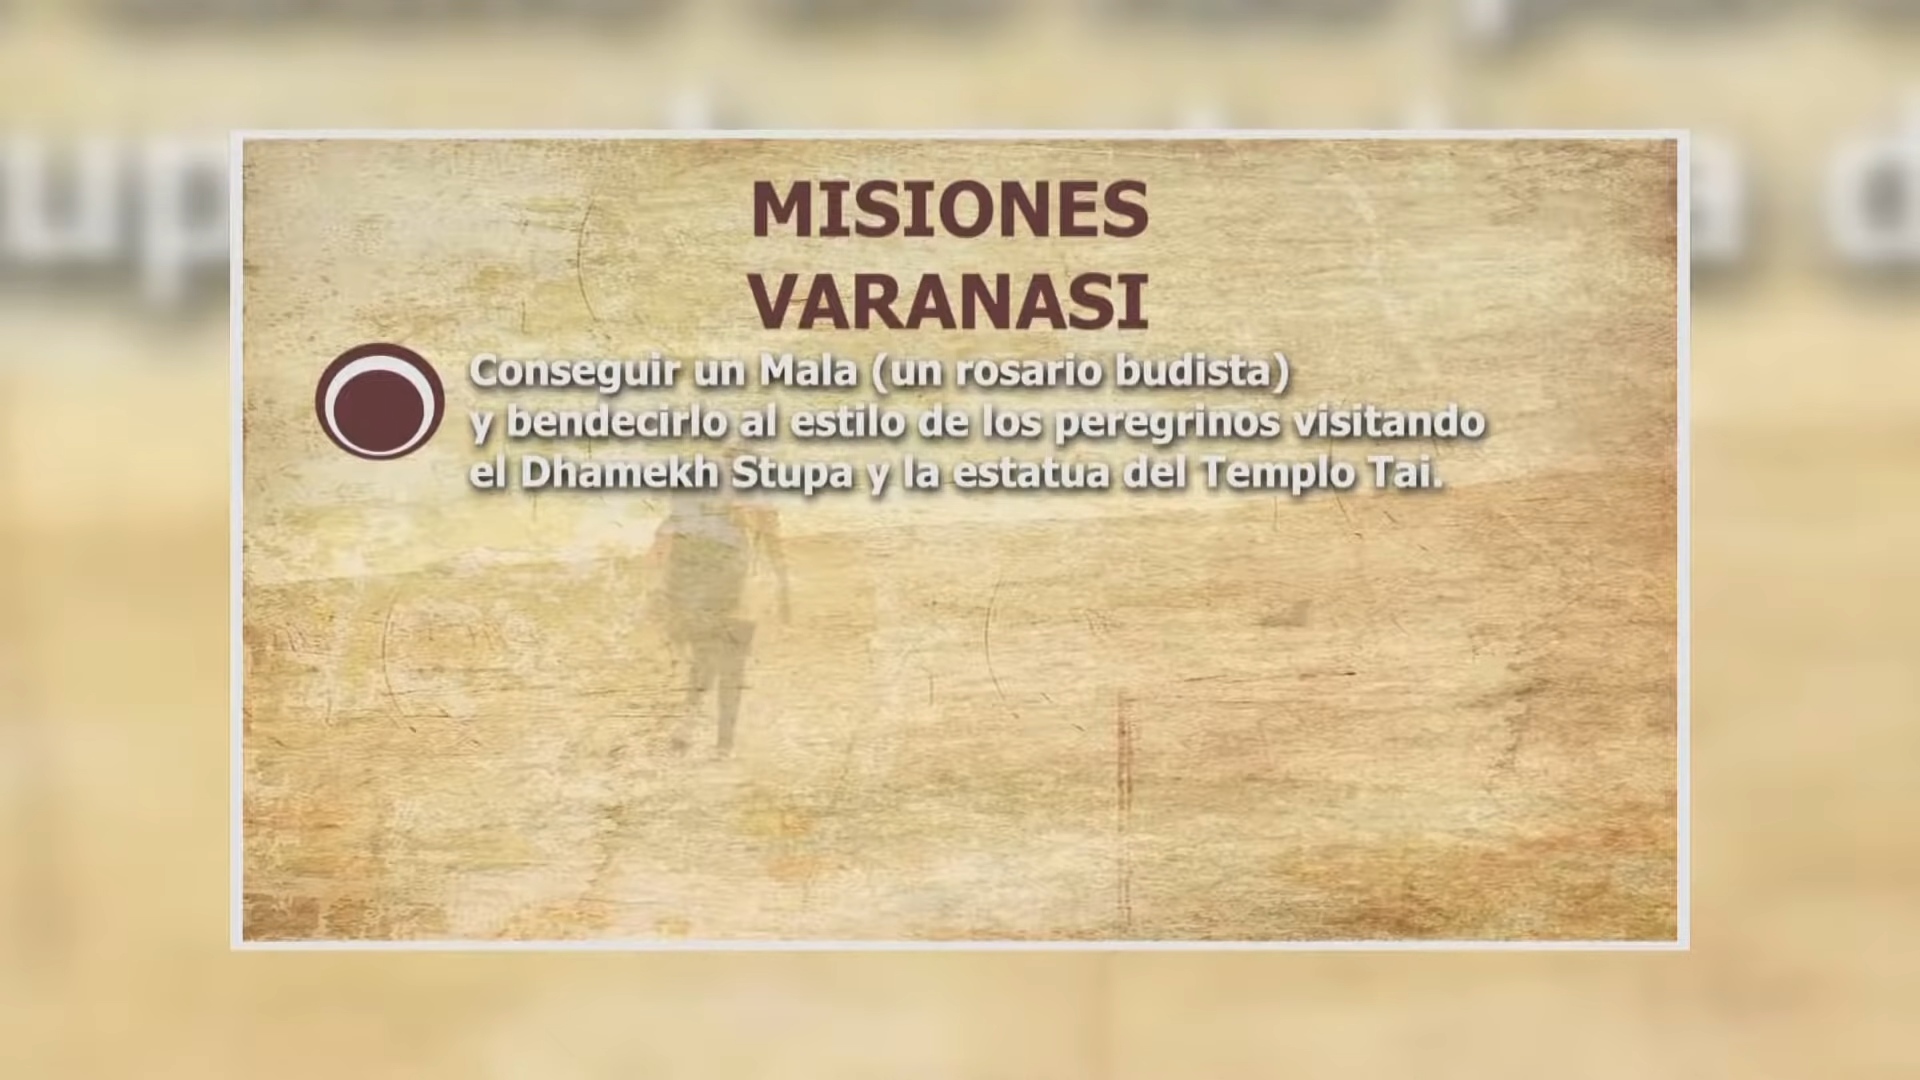 MISIONES
VARANASI
Conseguir un Mala (un rosario budista)
y bendecirlo al estilo de los peregrinos visitando
el Dhamekh Stupa y la estatua del Templo Tai.